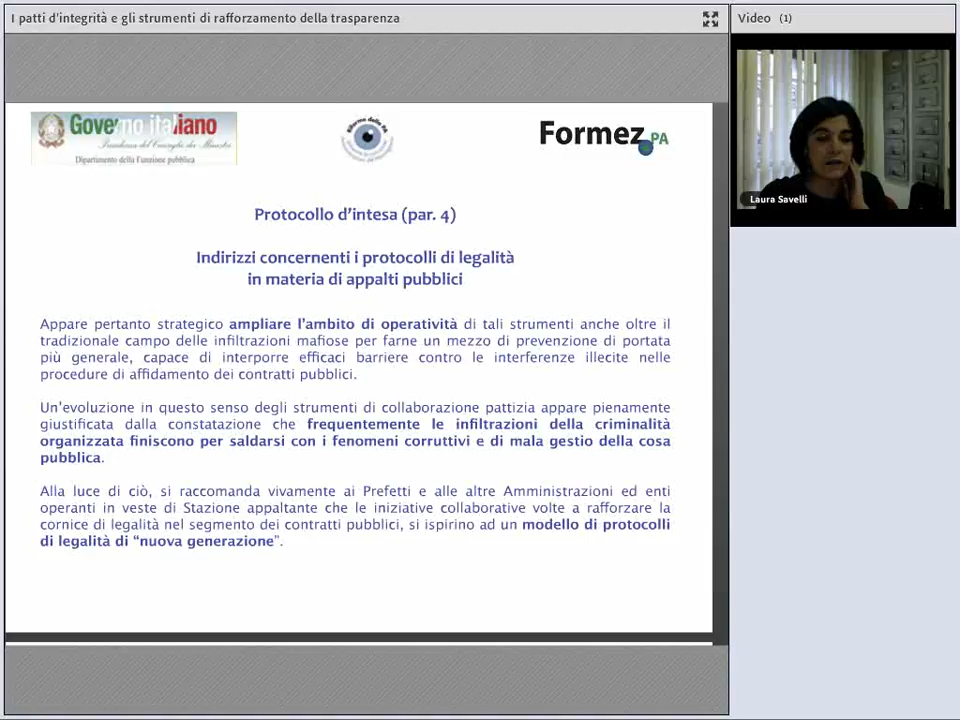 I patti d'integrità e gli strumenti di rafforzamento della trasparenza
Video (1)
Governo italiano
Presidenza del Consiglio dei Ministri
Dipartimento della Funzione pubblica
Formez PA
Laura Savelli
Protocollo d'intesa (par. 4)
Indirizzi concernenti i protocolli di legalità
in materia di appalti pubblici
Appare pertanto strategico ampliare l'ambito di operatività di tali strumenti anche oltre il
tradizionale campo delle infiltrazioni mafiose per farne un mezzo di prevenzione di portata
più generale, capace di interporre efficaci barriere contro le interferenze illecite nelle
procedure di affidamento dei contratti pubblici.
Un'evoluzione in questo senso degli strumenti di collaborazione pattizia appare pienamente
giustificata dalla constatazione che frequentemente le infiltrazioni della criminalità
organizzata finiscono per saldarsi con i fenomeni corruttivi e di mala gestio della cosa
pubblica.
Alla luce di ciò, si raccomanda vivamente ai Prefetti e alle altre Amministrazioni ed enti
operanti in veste di Stazione appaltante che le iniziative collaborative volte a rafforzare la
cornice di legalità nel segmento dei contratti pubblici, si ispirino ad un modello di protocolli
di legalità di "nuova generazione".